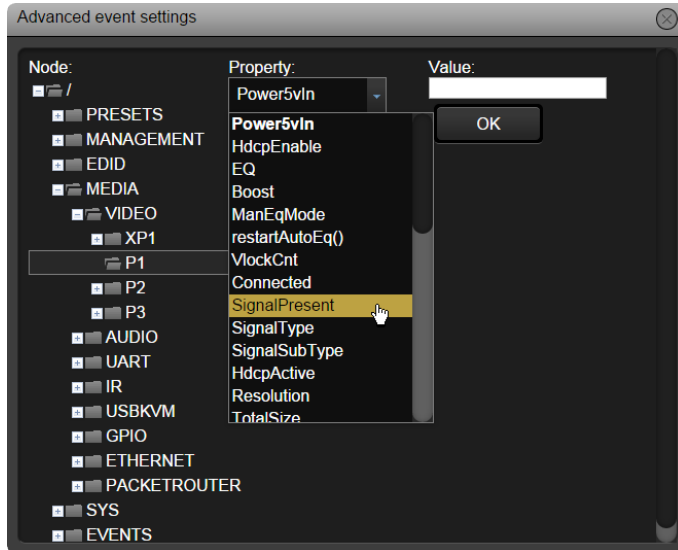 Advanced event settings
Node:
/
PRESETS
MANAGEMENT
EDID
MEDIA
VIDEO
XP1
P1
P2
P3
AUDIO
UART
IR
USBKVM
GPIO
ETHERNET
PACKETROUTER
SYS
EVENTS
Property:
Power5vIn
Power5vIn
HdcpEnable
EQ
Boost
ManEqMode
restartAutoEq()
VlockCnt
Connected
SignalPresent
SignalType
SignalSubType
HdcpActive
Resolution
TotalSize
Value:
OK